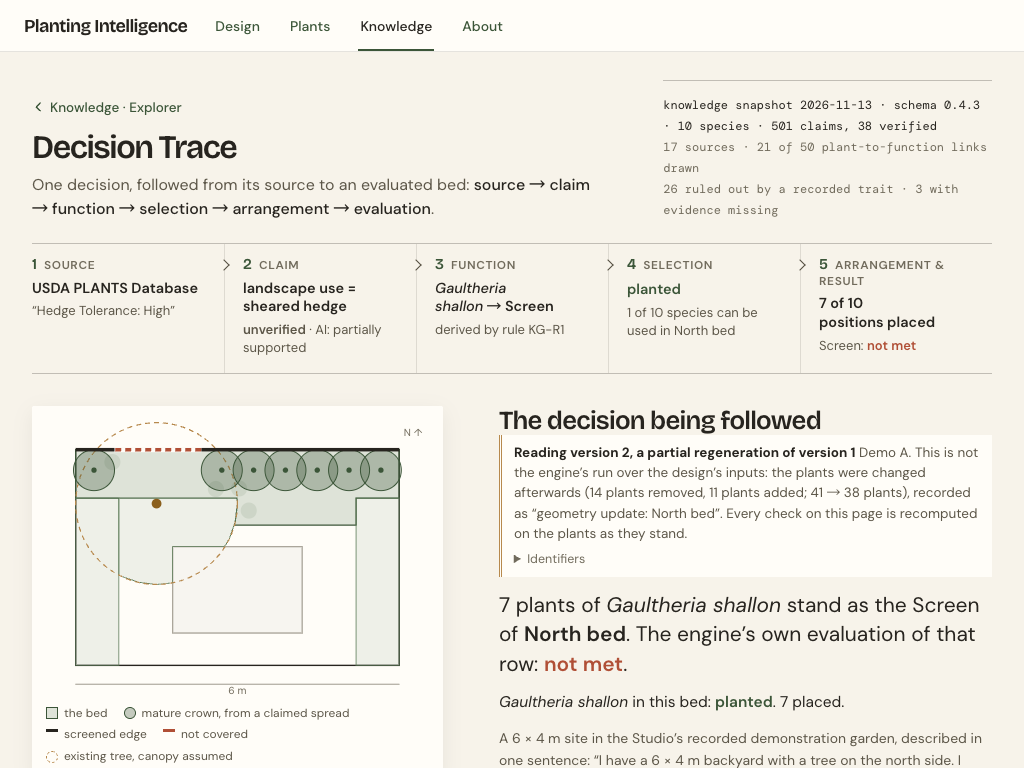 Planting Intelligence
Design
Plants
Knowledge
About
Knowledge · Explorer
Decision Trace
One decision, followed from its source to an evaluated bed: source → claim
→ function → selection → arrangement → evaluation.
knowledge snapshot 2026-11-13 · schema 0.4.3
· 10 species · 501 claims, 38 verified
17 sources · 21 of 50 plant-to-function links
drawn
26 ruled out by a recorded trait · 3 with
evidence missing
1 SOURCE
USDA PLANTS Database
“Hedge Tolerance: High”
2 CLAIM
landscape use =
sheared hedge
unverified · AI: partially
supported
3 FUNCTION
Gaultheria
shallon → Screen
derived by rule KG-R1
4 SELECTION
planted
1 of 10 species can be
used in North bed
5 ARRANGEMENT &
RESULT
7 of 10
positions placed
Screen: not met
N ↑
6 m
the bed
mature crown, from a claimed spread
screened edge
not covered
existing tree, canopy assumed
The decision being followed
Reading version 2, a partial regeneration of version 1 Demo A. This is not
the engine’s run over the design’s inputs: the plants were changed
afterwards (14 plants removed, 11 plants added; 41 → 38 plants), recorded
as “geometry update: North bed”. Every check on this page is recomputed
on the plants as they stand.
▶ Identifiers
7 plants of Gaultheria shallon stand as the Screen
of North bed. The engine’s own evaluation of that
row: not met.
Gaultheria shallon in this bed: planted. 7 placed.
A 6 × 4 m site in the Studio’s recorded demonstration garden, described in
one sentence: “I have a 6 × 4 m backyard with a tree on the north side. I